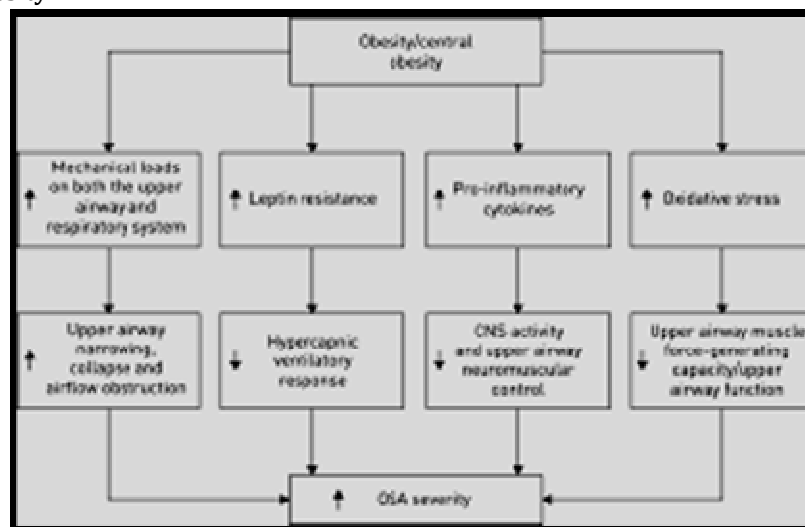 Obesity/central
obesity
Mechanical loads
on both the upper
airway and
respiratory system
Leptin resistance
Pro-inflammatory
cytokines
Oxidative stress
Upper airway
narrowing,
collapse and
airflow obstruction
Hypercapnic
ventilatory
response
CNS activity
and upper airway
neuromuscular
control
Upper airway muscle
force-generating
capacity/upper
airway function
OSA severity